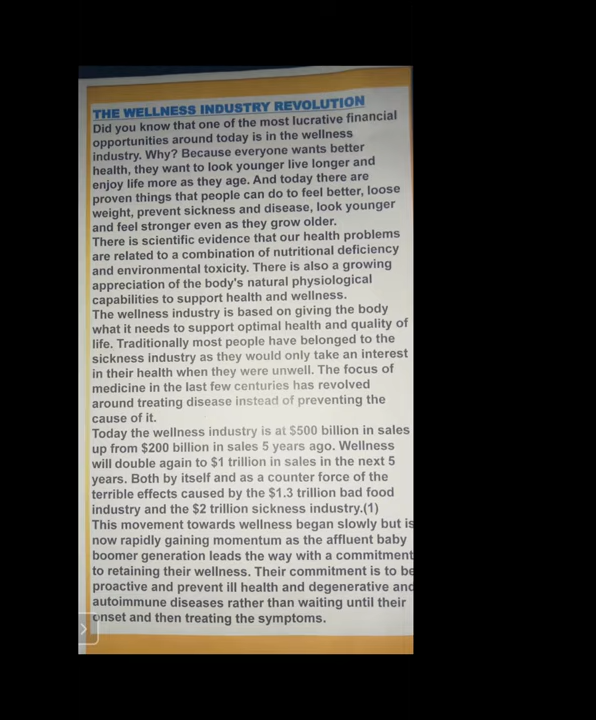 THE WELLNESS INDUSTRY REVOLUTION
Did you know that one of the most lucrative financial
opportunities around today is in the wellness
industry. Why? Because everyone wants better
health, they want to look younger live longer and
enjoy life more as they age. And today there are
proven things that people can do to feel better, loose
weight, prevent sickness and disease, look younger
and feel stronger even as they grow older.
There is scientific evidence that our health problems
are related to a combination of nutritional deficiency
and environmental toxicity. There is also a growing
appreciation of the body's natural physiological
capabilities to support health and wellness.
The wellness industry is based on giving the body
what it needs to support optimal health and quality of
life. Traditionally most people have belonged to the
sickness industry as they would only take an interest
in their health when they were unwell. The focus of
medicine in the last few centuries has revolved
around treating disease instead of preventing the
cause of it.
Today the wellness industry is at $500 billion in sales
up from $200 billion in sales 5 years ago. Wellness
will double again to $1 trillion in sales in the next 5
years. Both by itself and as a counter force of the
terrible effects caused by the $1.3 trillion bad food
industry and the $2 trillion sickness industry.(1)
This movement towards wellness began slowly but is
now rapidly gaining momentum as the affluent baby
boomer generation leads the way with a commitment
to retaining their wellness. Their commitment is to be
proactive and prevent ill health and degenerative and
autoimmune diseases rather than waiting until their
onset and then treating the symptoms.